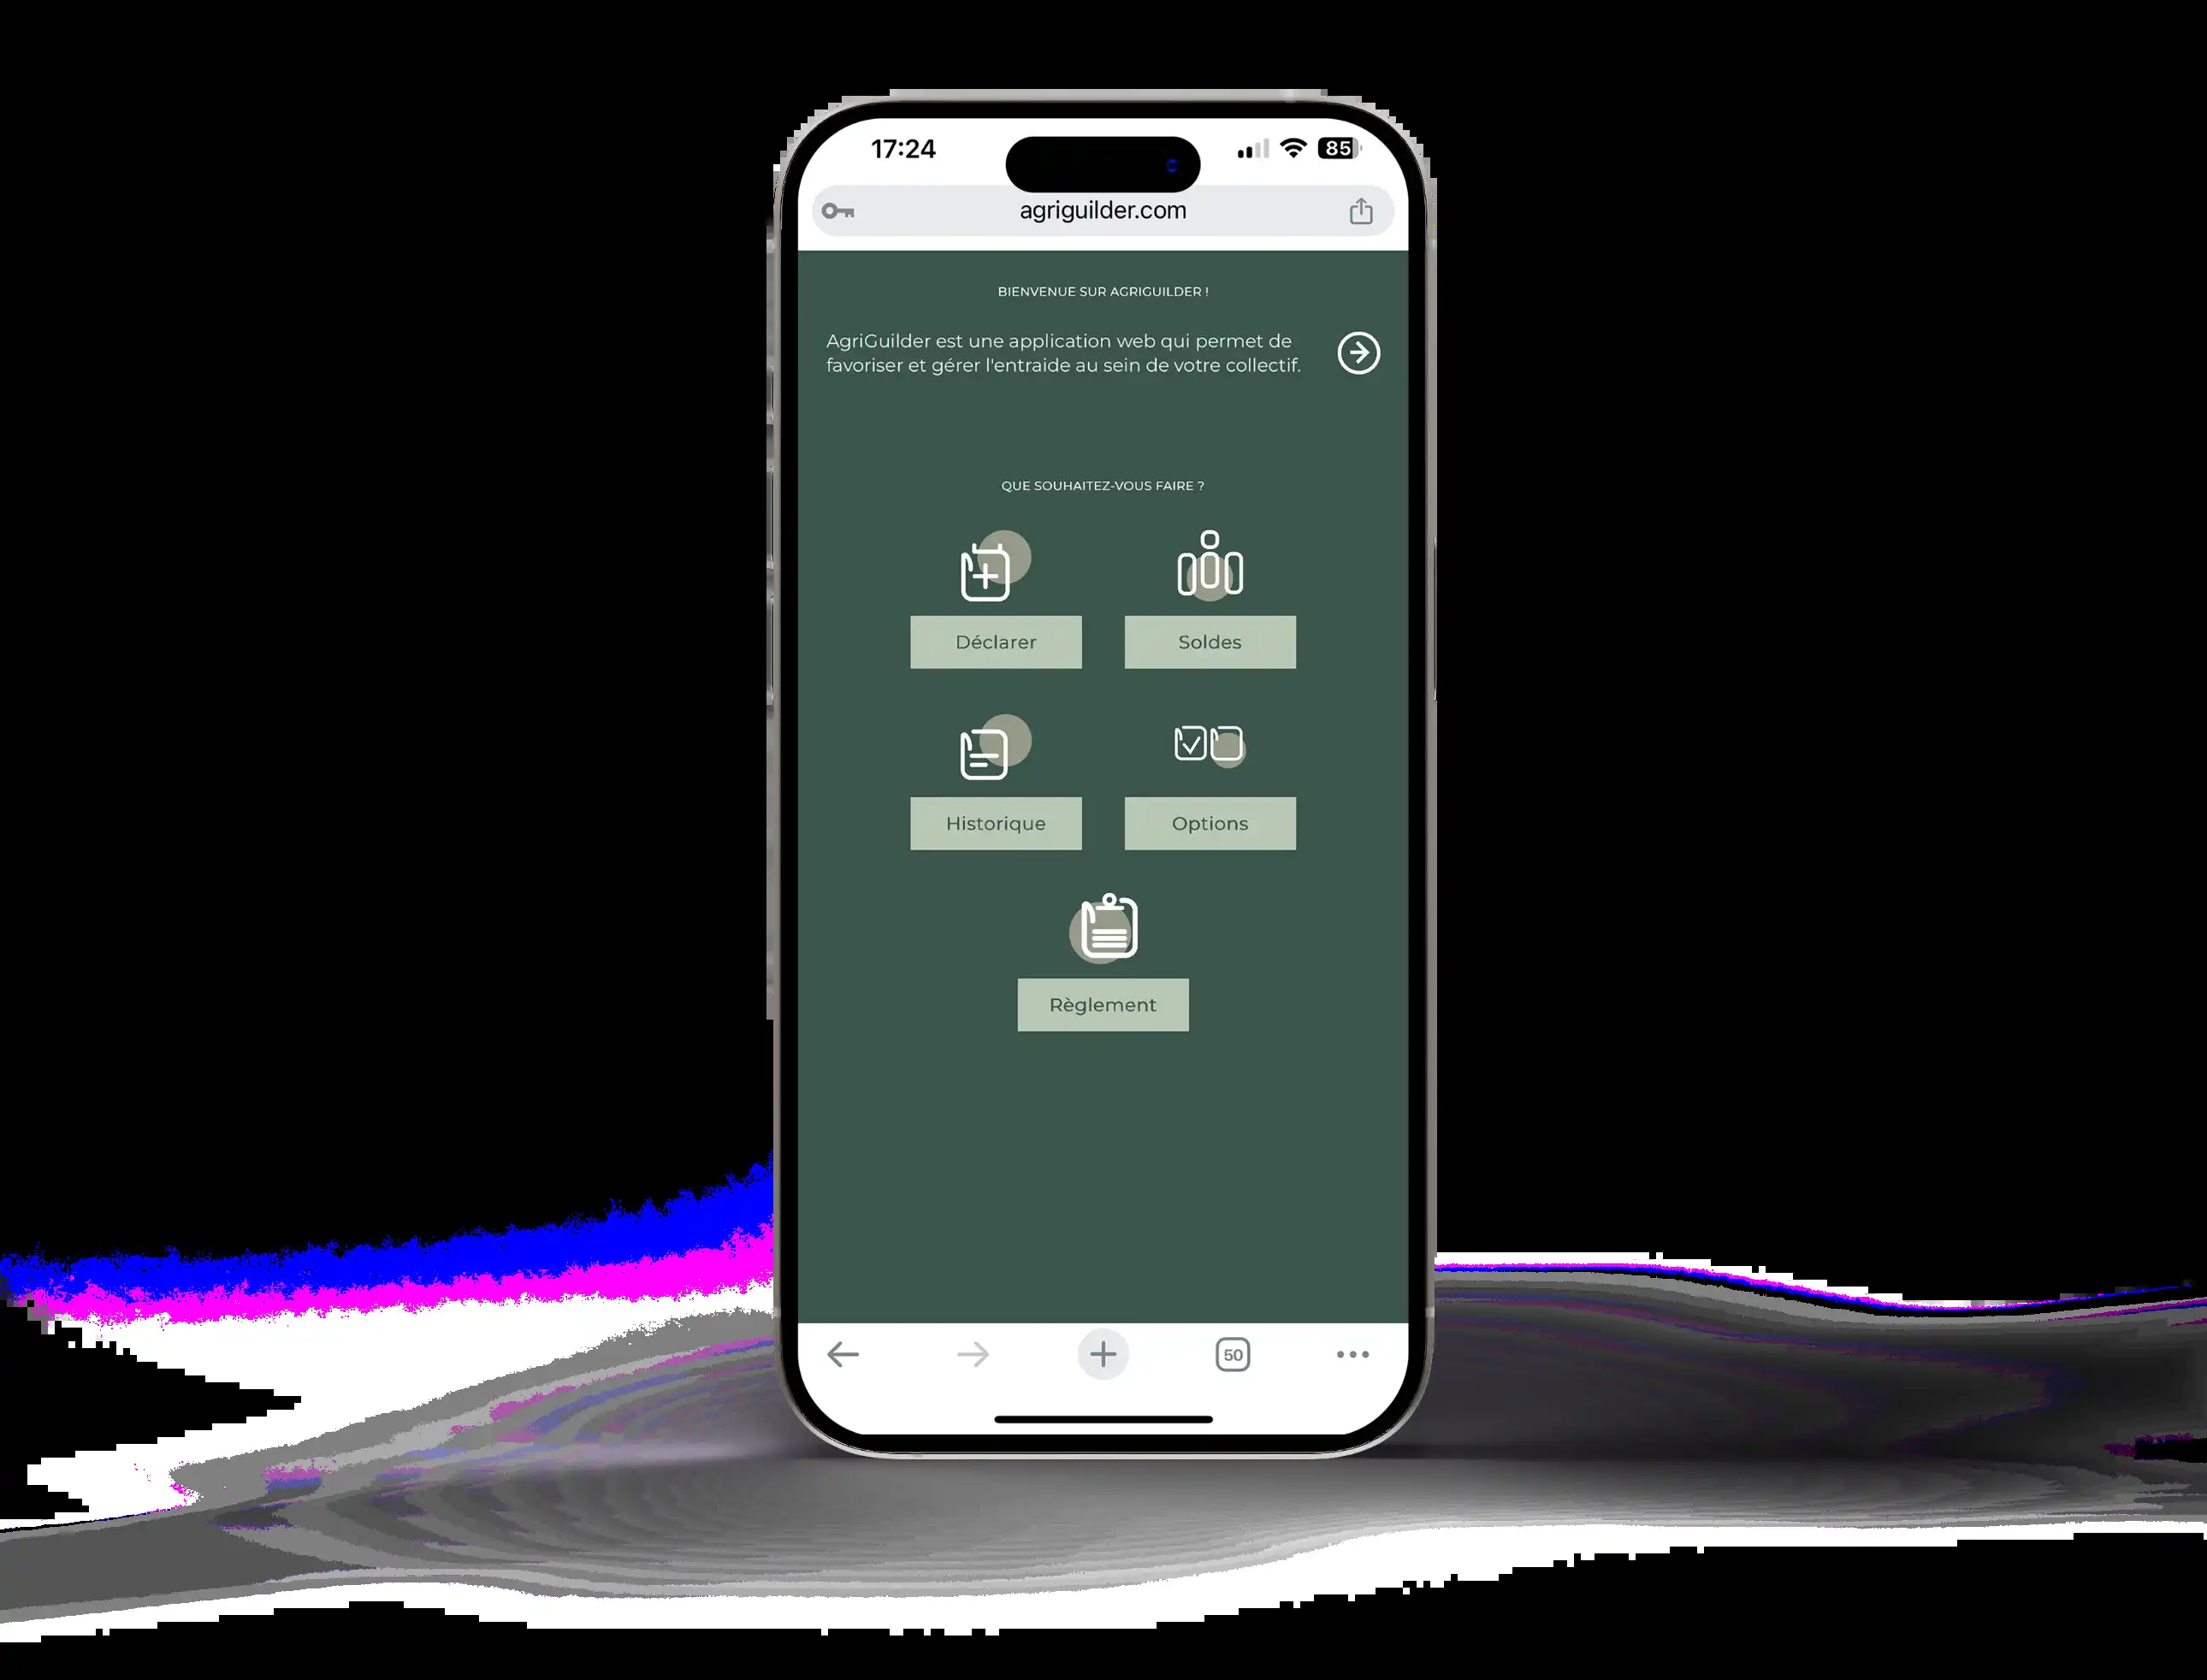 17:24
85
agriguilder.com
BIENVENUE SUR AGRIGUILDER !
AgriGuilder est une application web qui permet de
favoriser et gérer l'entraide au sein de votre collectif.
QUE SOUHAITEZ-VOUS FAIRE ?
Déclarer
Soldes
Historique
Options
Règlement
50